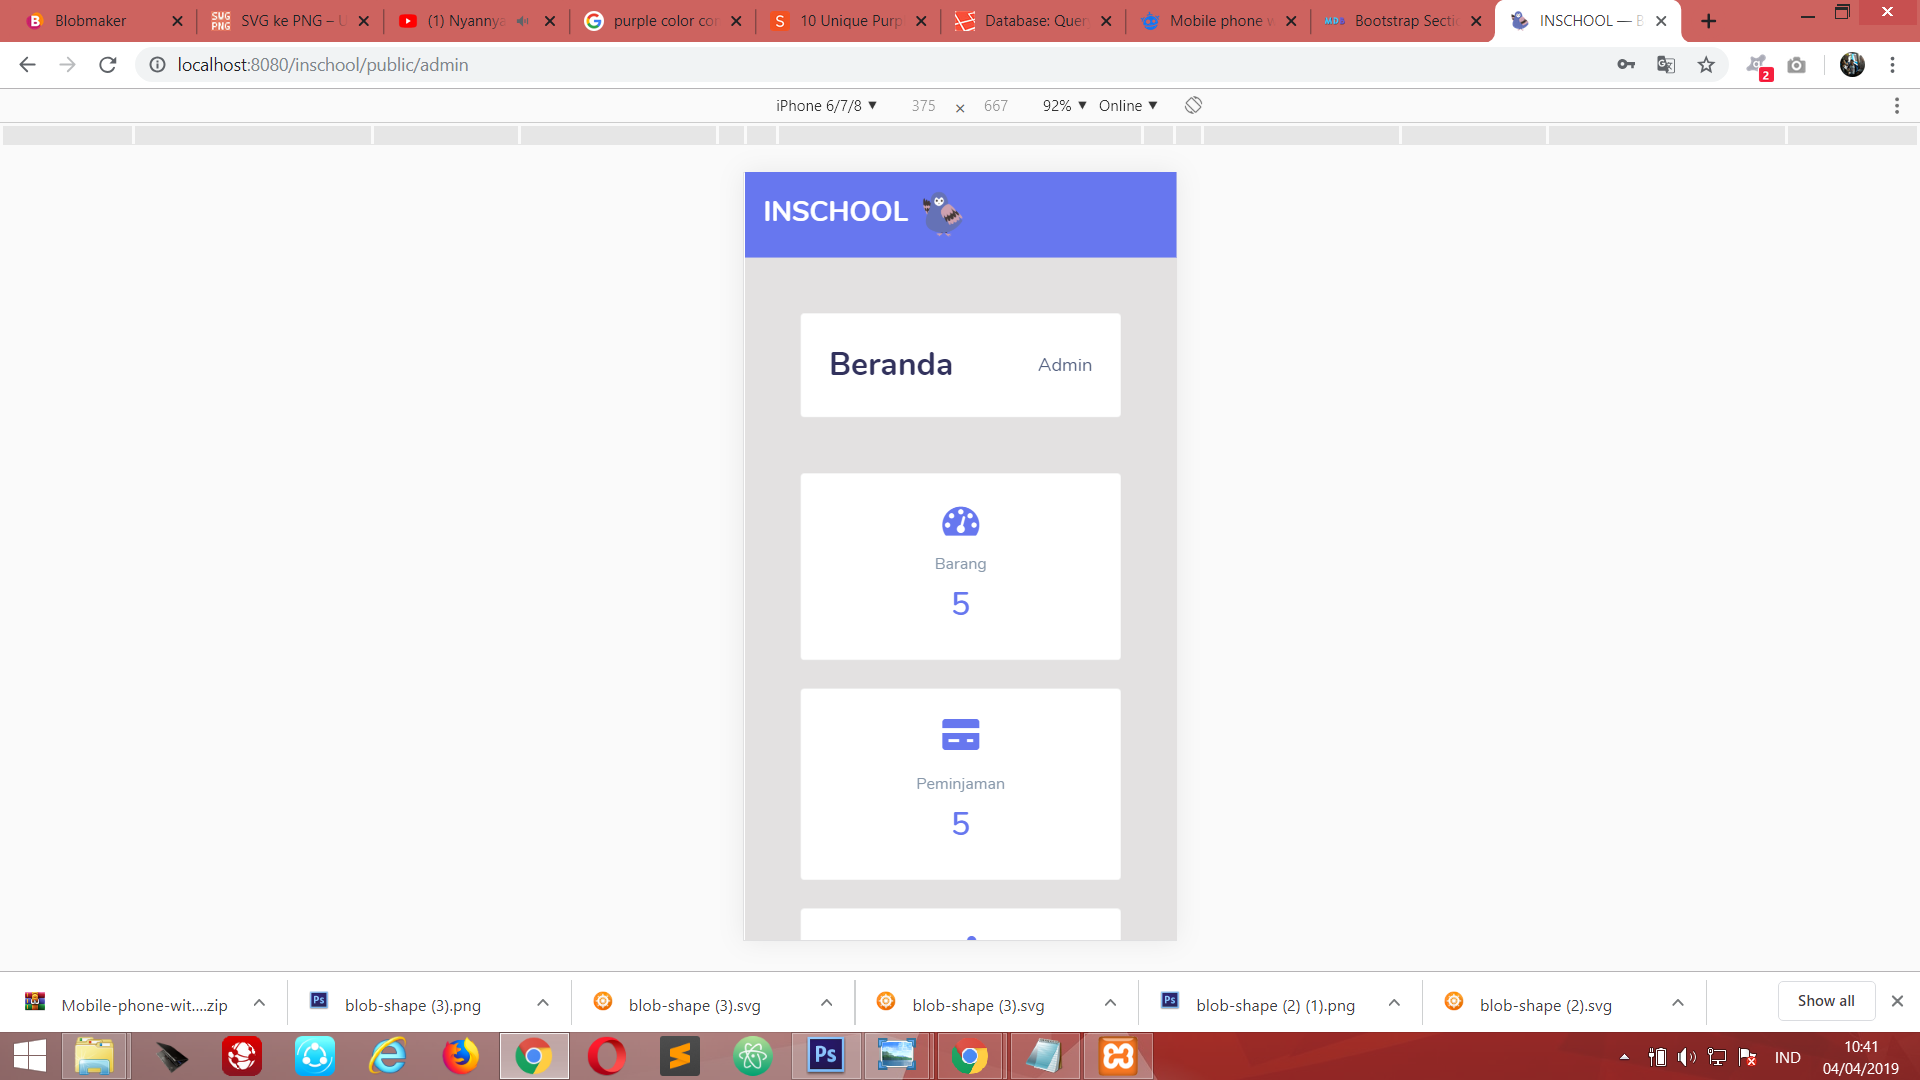 Blobmaker
SVG ke PNG – U
(1) Nyannya
purple color cor
10 Unique Purp
Database: Quer
Mobile phone w
Bootstrap Secti
INSCHOOL — B
localhost:8080/inschool/public/admin
2
iPhone 6/7/8 ▼ 375 × 667 92% ▼ Online ▼
INSCHOOL
Beranda Admin
Barang
5
Peminjaman
5
Mobile-phone-wit....zip
blob-shape (3).png
blob-shape (3).svg
blob-shape (3).svg
blob-shape (2) (1).png
blob-shape (2).svg
Show all
IND
10:41
04/04/2019